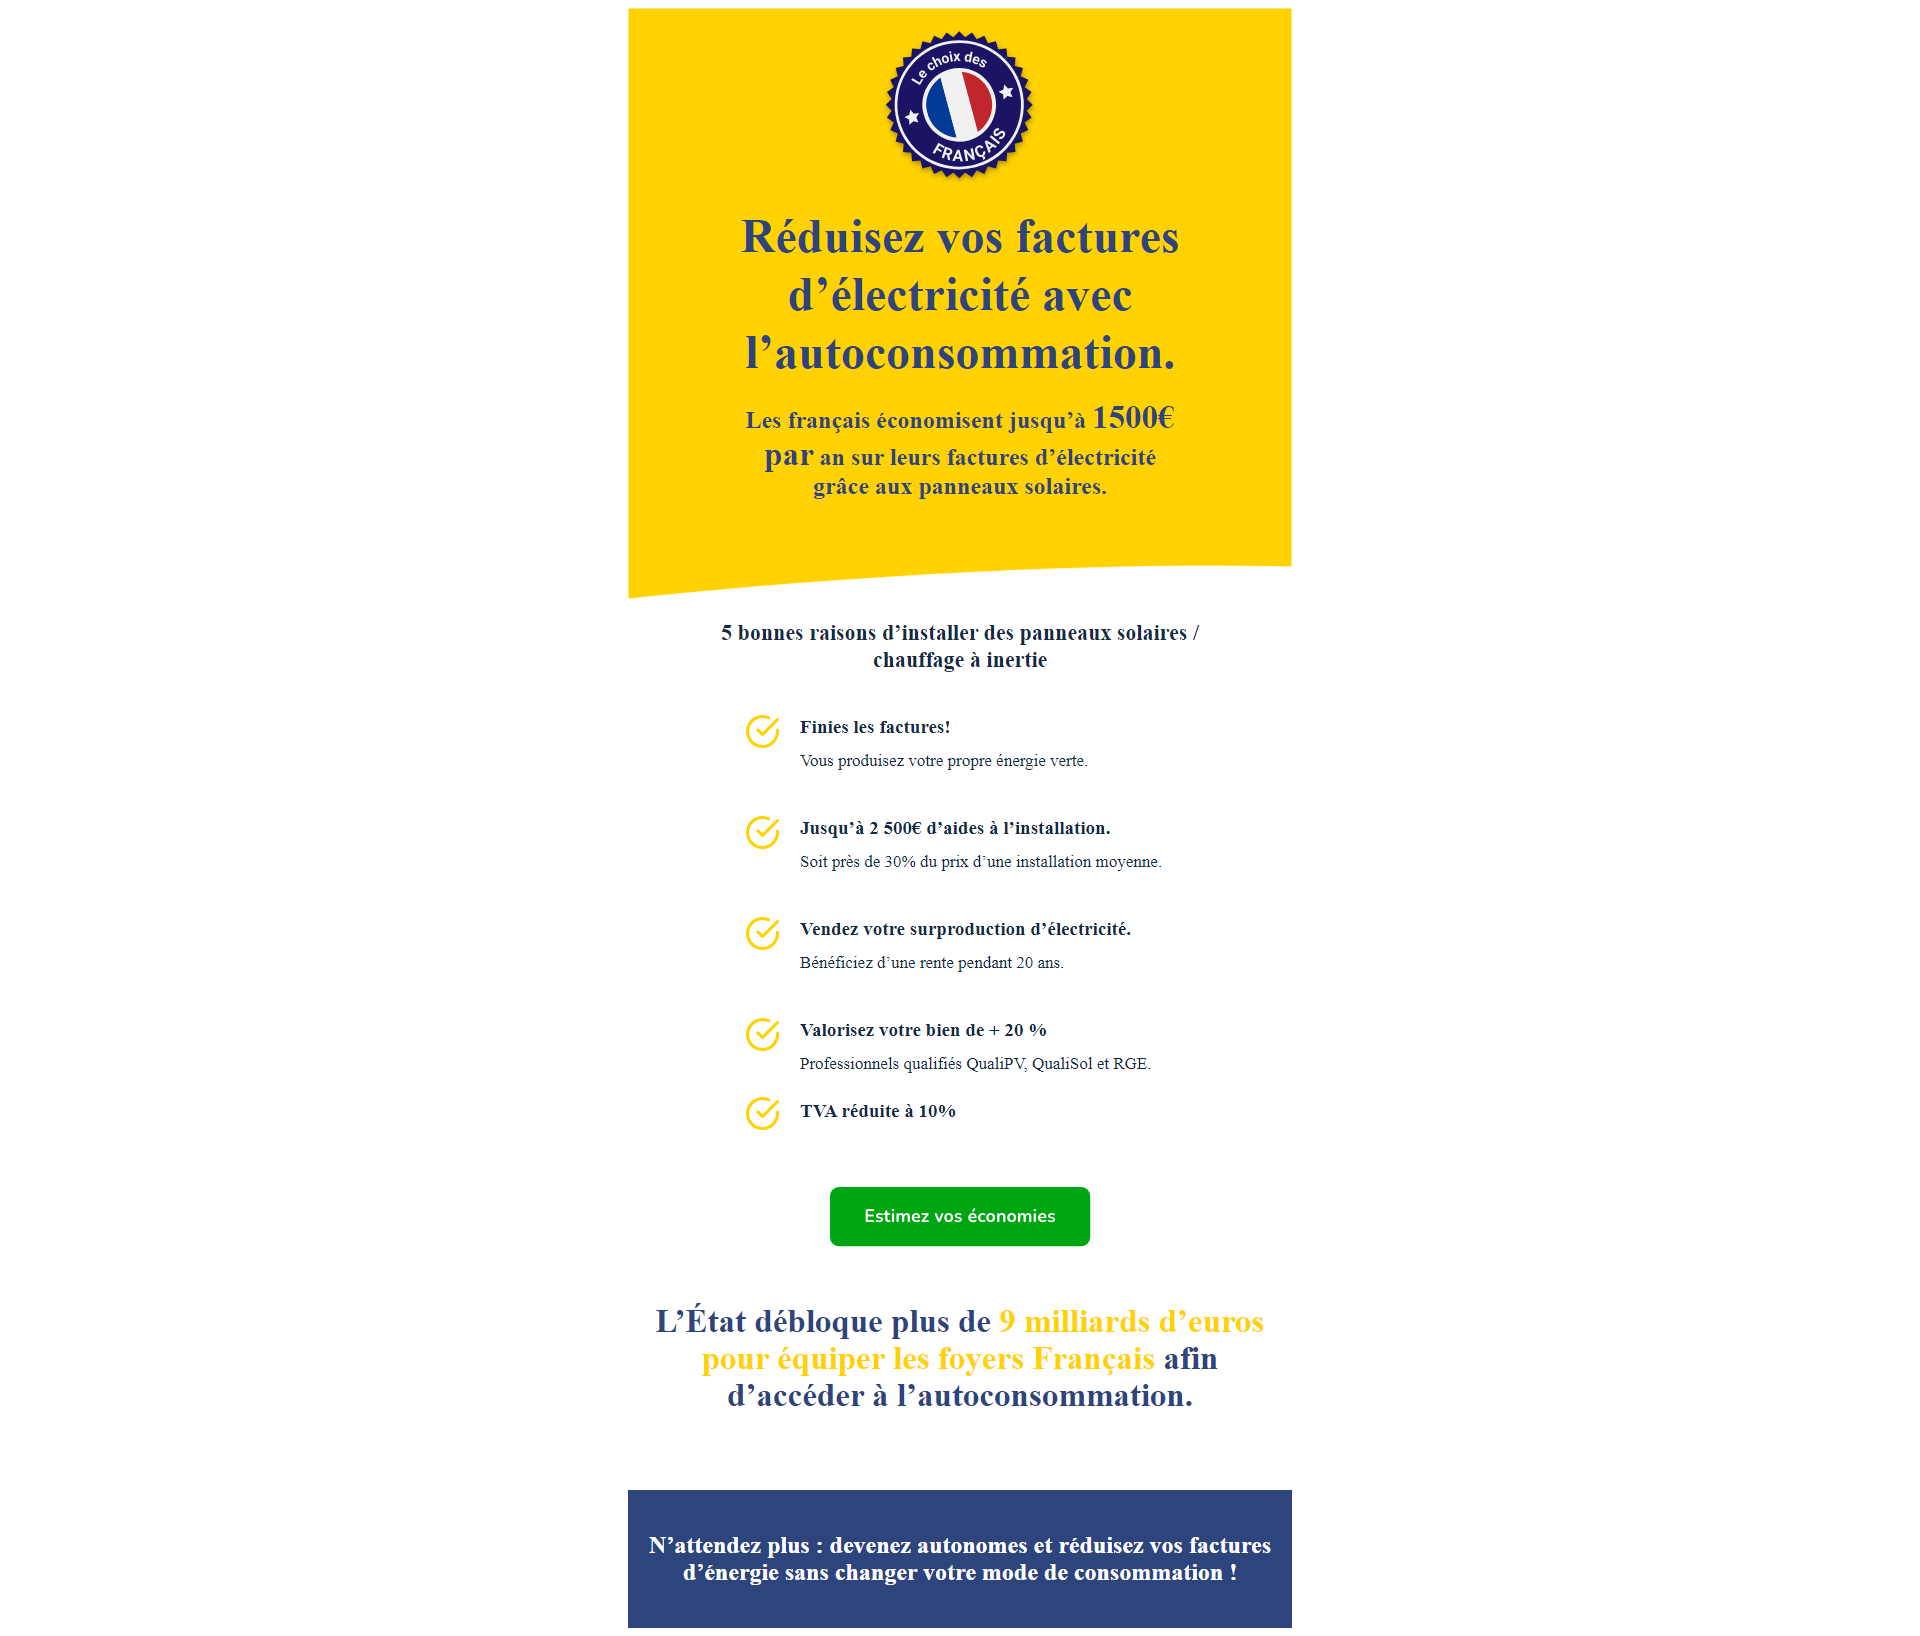 Le choix des
FRANÇAIS
Réduisez vos factures
d’électricité avec
l’autoconsommation.
Les français économisent jusqu’à 1500€
par an sur leurs factures d’électricité
grâce aux panneaux solaires.
5 bonnes raisons d’installer des panneaux solaires /
chauffage à inertie
Finies les factures!
Vous produisez votre propre énergie verte.
Jusqu’à 2 500€ d’aides à l’installation.
Soit près de 30% du prix d’une installation moyenne.
Vendez votre surproduction d’électricité.
Bénéficiez d’une rente pendant 20 ans.
Valorisez votre bien de + 20 %
Professionnels qualifiés QualiPV, QualiSol et RGE.
TVA réduite à 10%
Estimez vos économies
L’État débloque plus de 9 milliards d’euros
pour équiper les foyers Français afin
d’accéder à l’autoconsommation.
N’attendez plus : devenez autonomes et réduisez vos factures
d’énergie sans changer votre mode de consommation !